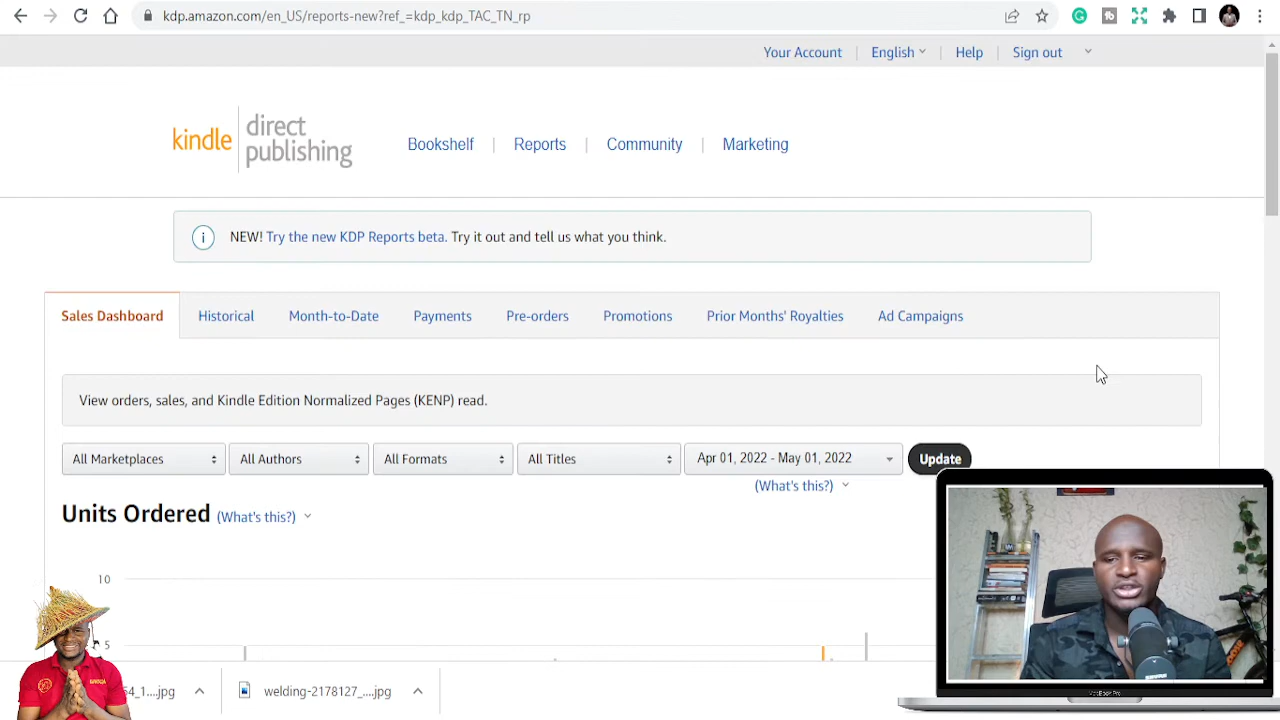 kdp.amazon.com/en_US/reports-new?ref_=kdp_kdp_TAC_TN_rp
Your Account | English | Help | Sign out
kindle direct publishing
Bookshelf | Reports | Community | Marketing
NEW! Try the new KDP Reports beta. Try it out and tell us what you think.
Sales Dashboard Historical Month-to-Date Payments Pre-orders Promotions Prior Months' Royalties Ad Campaigns
View orders, sales, and Kindle Edition Normalized Pages (KENP) read.
All Marketplaces All Authors All Formats All Titles Apr 01, 2022 - May 01, 2022 Update
(What's this?)
Units Ordered (What's this?)
10
5
4_1....jpg welding-2178127_...jpg
MacBook Pro